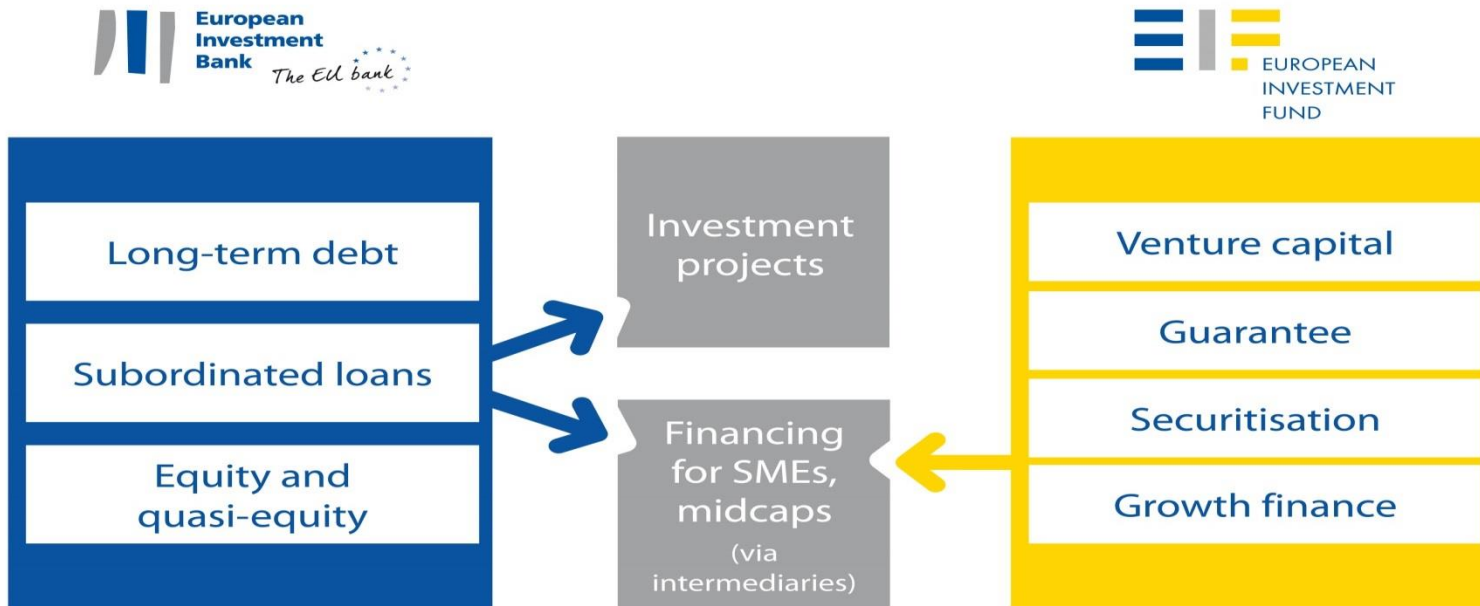 European
Investment
Bank
The EU bank
EUROPEAN
INVESTMENT
FUND
Long-term debt
Subordinated loans
Equity and
quasi-equity
Investment
projects
Financing
for SMEs,
midcaps
(via
intermediaries)
Venture capital
Guarantee
Securitisation
Growth finance